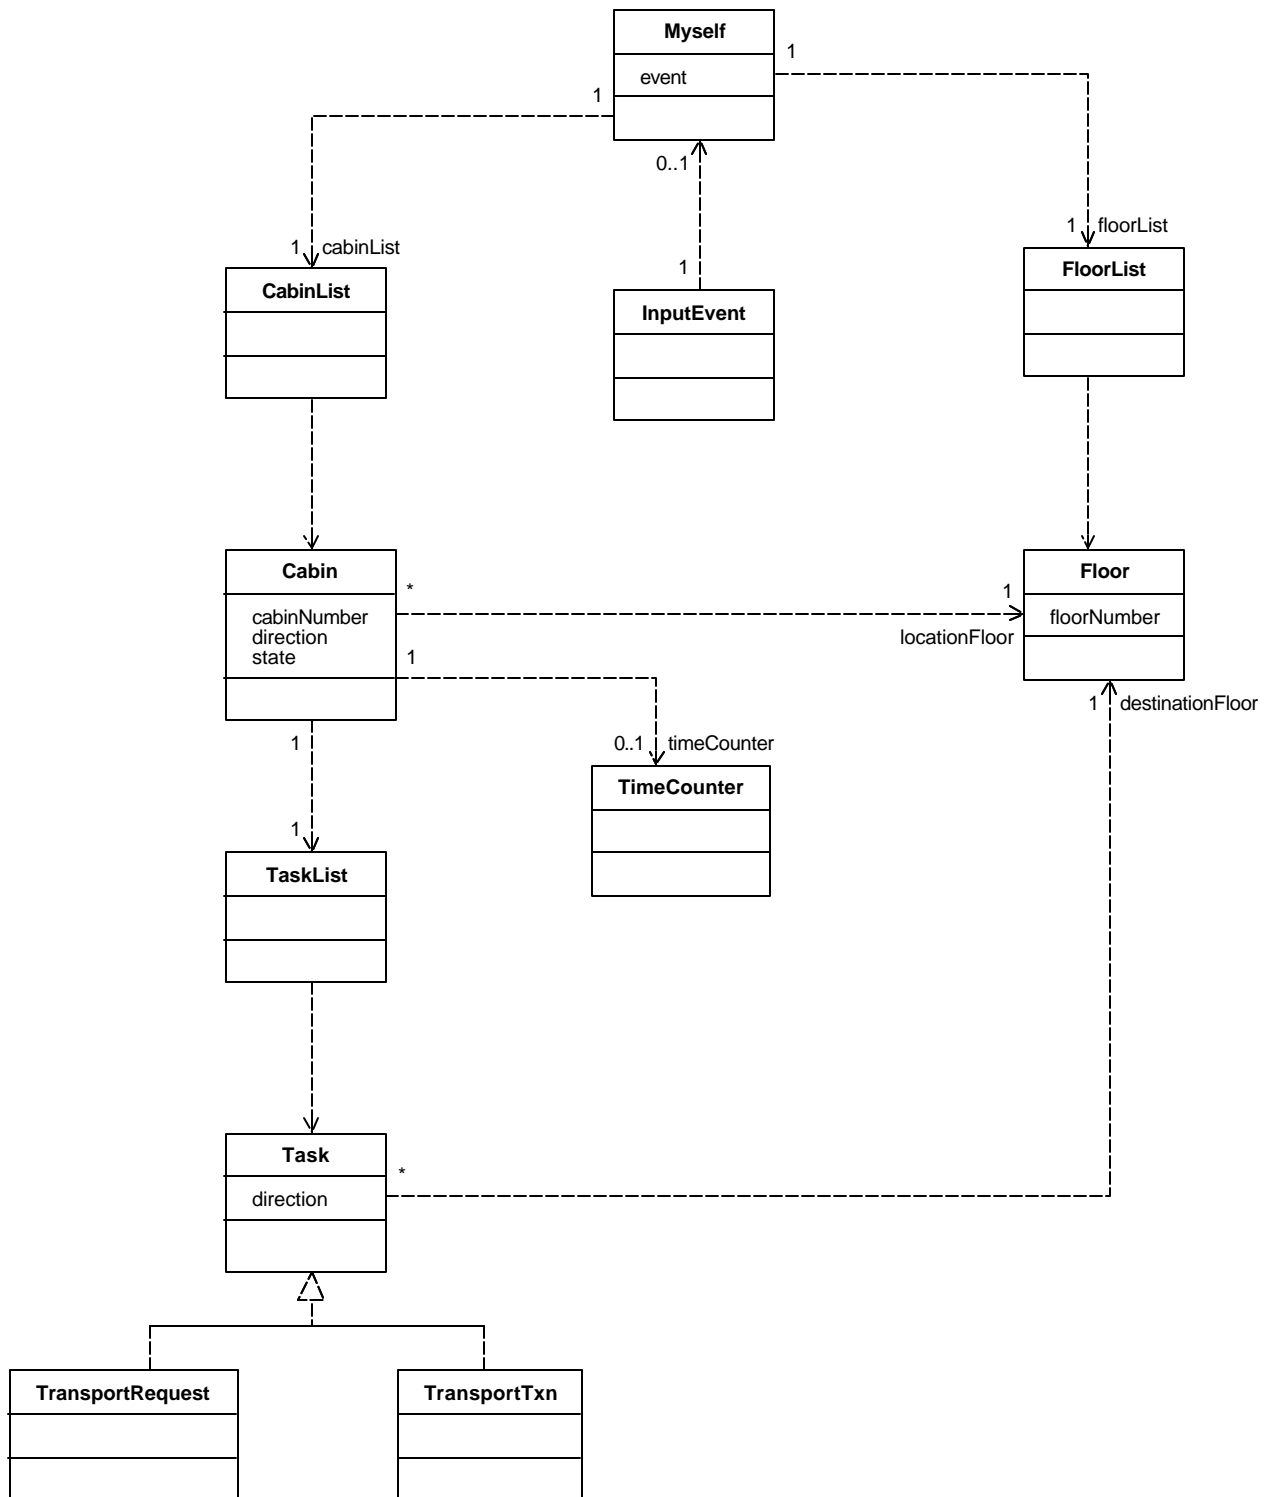 Myself
1
event
1
0..1
1 floorList
1 cabinList
1
FloorList
CabinList
InputEvent
Cabin
Floor
*
1
cabinNumber
floorNumber
direction
locationFloor
state
1
1 destinationFloor
1
0..1 timeCounter
TimeCounter
1
TaskList
Task
*
direction
TransportRequest
TransportTxn